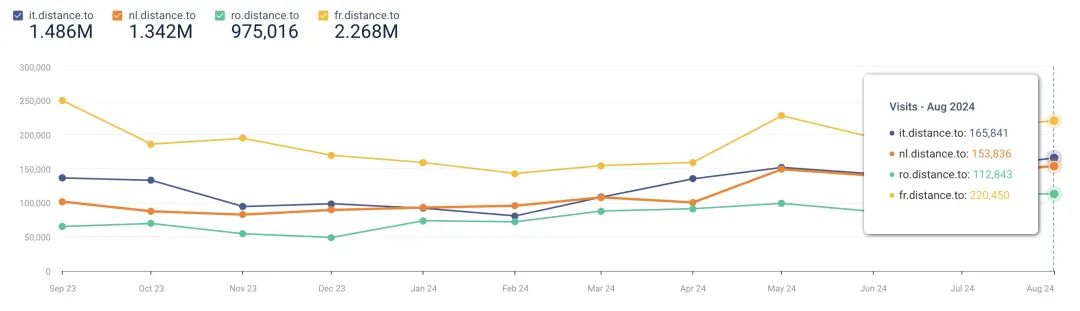 it.distance.to nl.distance.to ro.distance.to fr.distance.to
1.486M 1.342M 975,016 2.268M
300,000
250,000
200,000
150,000
100,000
50,000
0
Visits - Aug 2024
it.distance.to: 165,841
nl.distance.to: 153,836
ro.distance.to: 112,843
fr.distance.to: 220,450
Sep 23 Oct 23 Nov 23 Dec 23 Jan 24 Feb 24 Mar 24 Apr 24 May 24 Jun 24 Jul 24 Aug 24